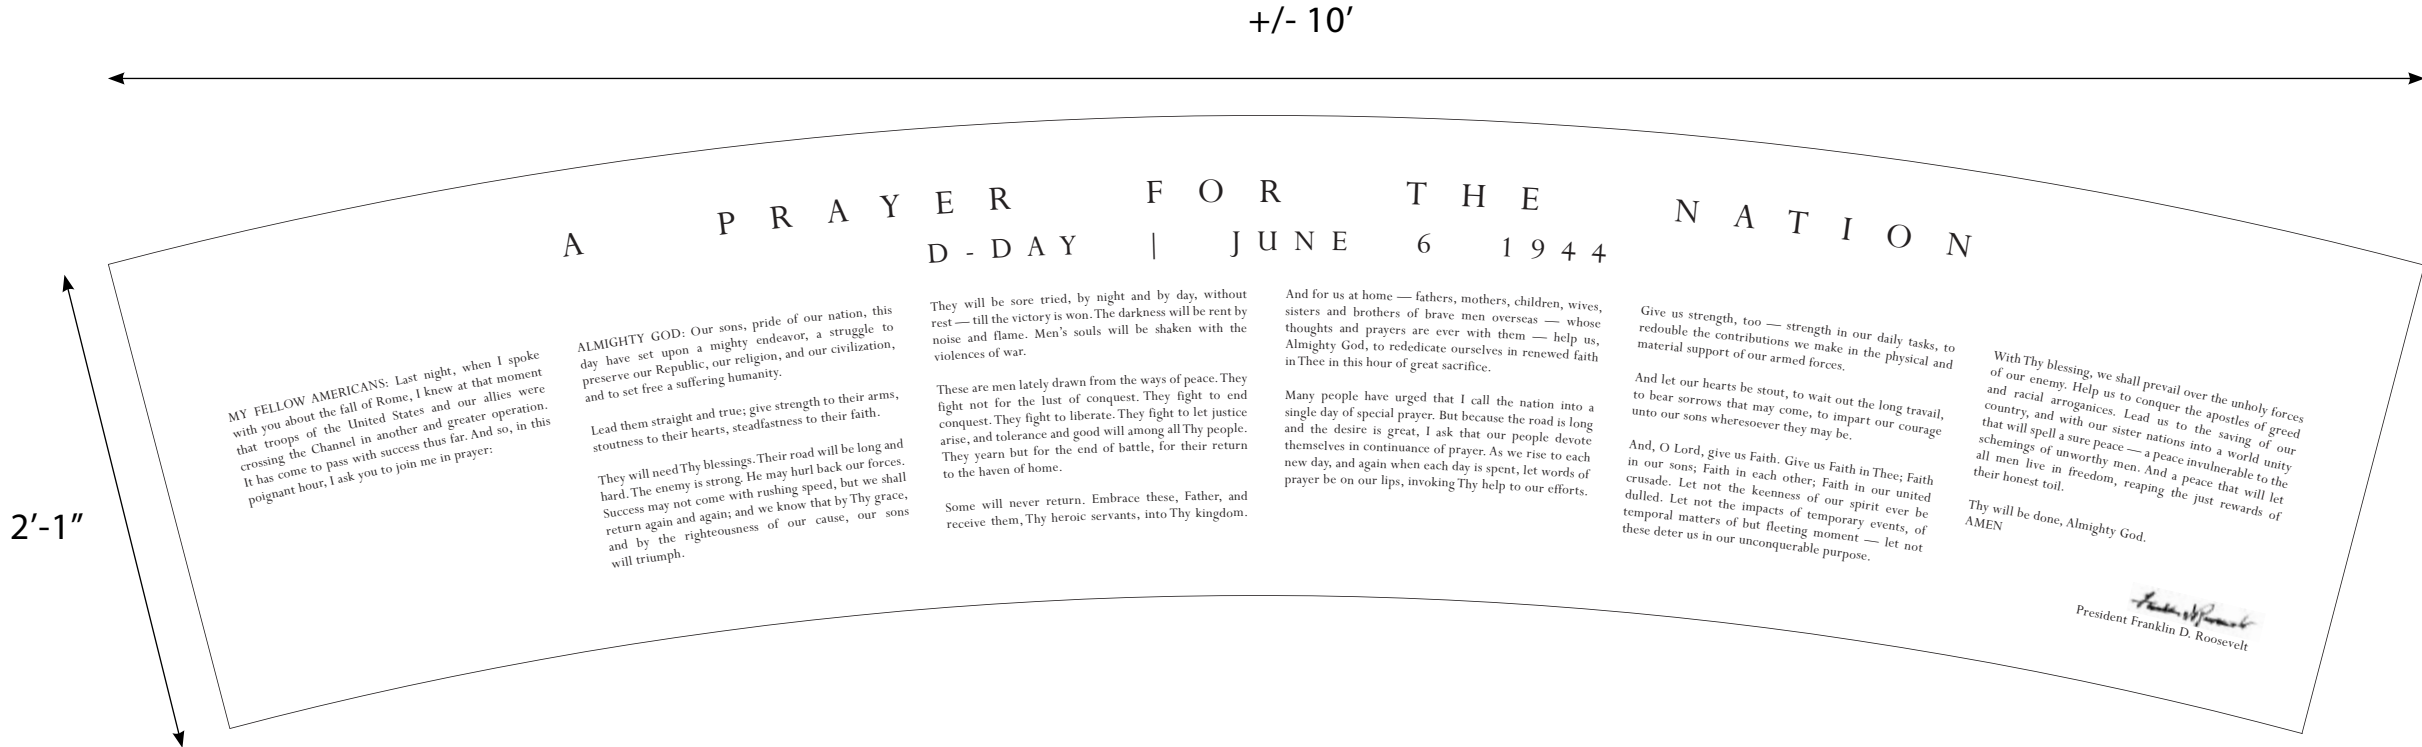 +/- 10’
A PRAYER FOR THE NATION
D-DAY | JUNE 6 1944
2’-1”
MY FELLOW AMERICANS: Last night, when I spoke
with you about the fall of Rome, I knew at that moment
that troops of the United States and our allies were
crossing the Channel in another and greater operation.
It has come to pass with success thus far. And so, in this
poignant hour, I ask you to join me in prayer:
ALMIGHTY GOD: Our sons, pride of our nation, this
day have set upon a mighty endeavor, a struggle to
preserve our Republic, our religion, and our civilization,
and to set free a suffering humanity.
Lead them straight and true; give strength to their arms,
stoutness to their hearts, steadfastness to their faith.
They will need Thy blessings. Their road will be long and
hard. The enemy is strong. He may hurl back our forces.
Success may not come with rushing speed, but we shall
return again and again; and we know that by Thy grace,
and by the righteousness of our cause, our sons
will triumph.
They will be sore tried, by night and by day, without
rest — till the victory is won. The darkness will be rent by
noise and flame. Men’s souls will be shaken with the
violences of war.
These are men lately drawn from the ways of peace. They
fight not for the lust of conquest. They fight to end
conquest. They fight to liberate. They fight to let justice
arise, and tolerance and good will among all Thy people.
They yearn but for the end of battle, for their return
to the haven of home.
Some will never return. Embrace these, Father, and
receive them, Thy heroic servants, into Thy kingdom.
And for us at home — fathers, mothers, children, wives,
sisters and brothers of brave men overseas — whose
thoughts and prayers are ever with them — help us,
Almighty God, to rededicate ourselves in renewed faith
in Thee in this hour of great sacrifice.
Many people have urged that I call the nation into a
single day of special prayer. But because the road is long
and the desire is great, I ask that our people devote
themselves in continuance of prayer. As we rise to each
new day, and again when each day is spent, let words of
prayer be on our lips, invoking Thy help to our efforts.
Give us strength, too — strength in our daily tasks, to
redouble the contributions we make in the physical and
material support of our armed forces.
And let our hearts be stout, to wait out the long travail,
to bear sorrows that may come, to impart our courage
unto our sons wheresoever they may be.
And, O Lord, give us Faith. Give us Faith in Thee; Faith
in our sons; Faith in each other; Faith in our united
crusade. Let not the keenness of our spirit ever be
dulled. Let not the impacts of temporary events, of
temporal matters of but fleeting moment — let not
these deter us in our unconquerable purpose.
With Thy blessing, we shall prevail over the unholy forces
of our enemy. Help us to conquer the apostles of greed
and racial arroganices. Lead us to the saving of our
country, and with our sister nations into a world unity
that will spell a sure peace — a peace invulnerable to the
schemings of unworthy men. And a peace that will let
all men live in freedom, reaping the just rewards of
their honest toil.
Thy will be done, Almighty God.
AMEN
President Franklin D. Roosevelt